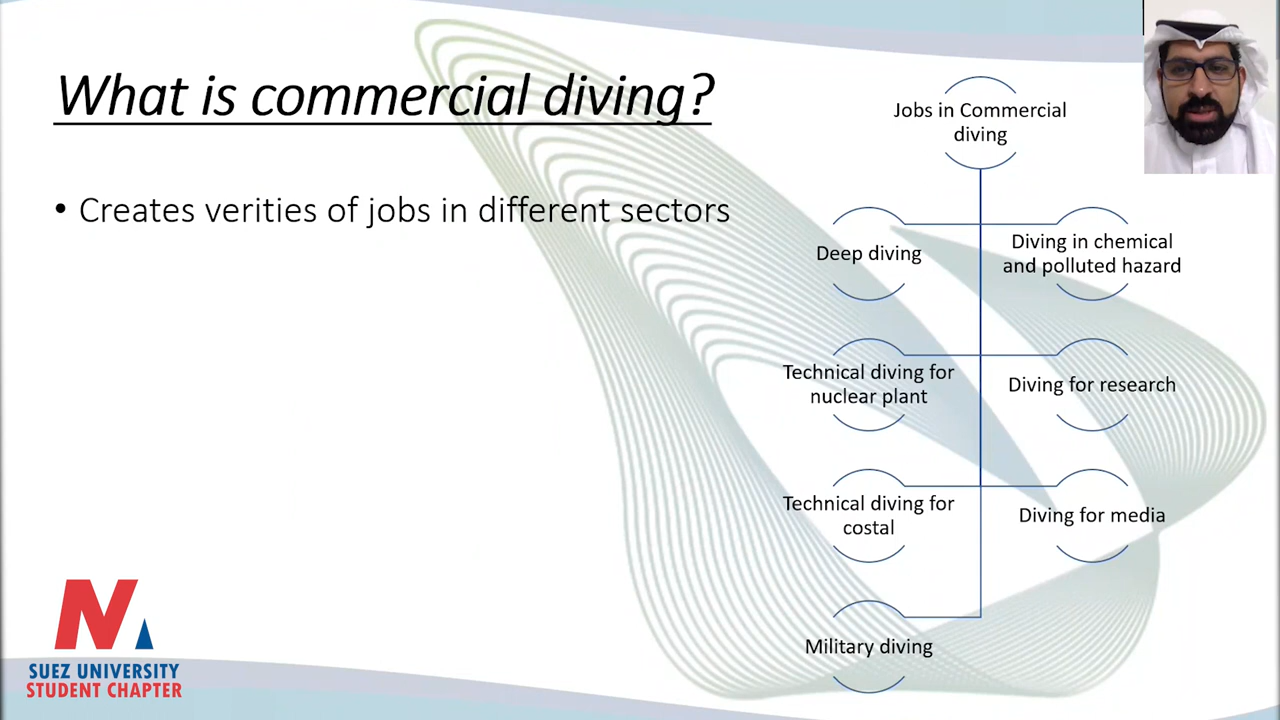 What is commercial diving?
• Creates verities of jobs in different sectors
Jobs in Commercial
diving
Deep diving
Diving in chemical
and polluted hazard
Technical diving for
nuclear plant
Diving for research
Technical diving for
costal
Diving for media
Military diving
SUEZ UNIVERSITY
STUDENT CHAPTER